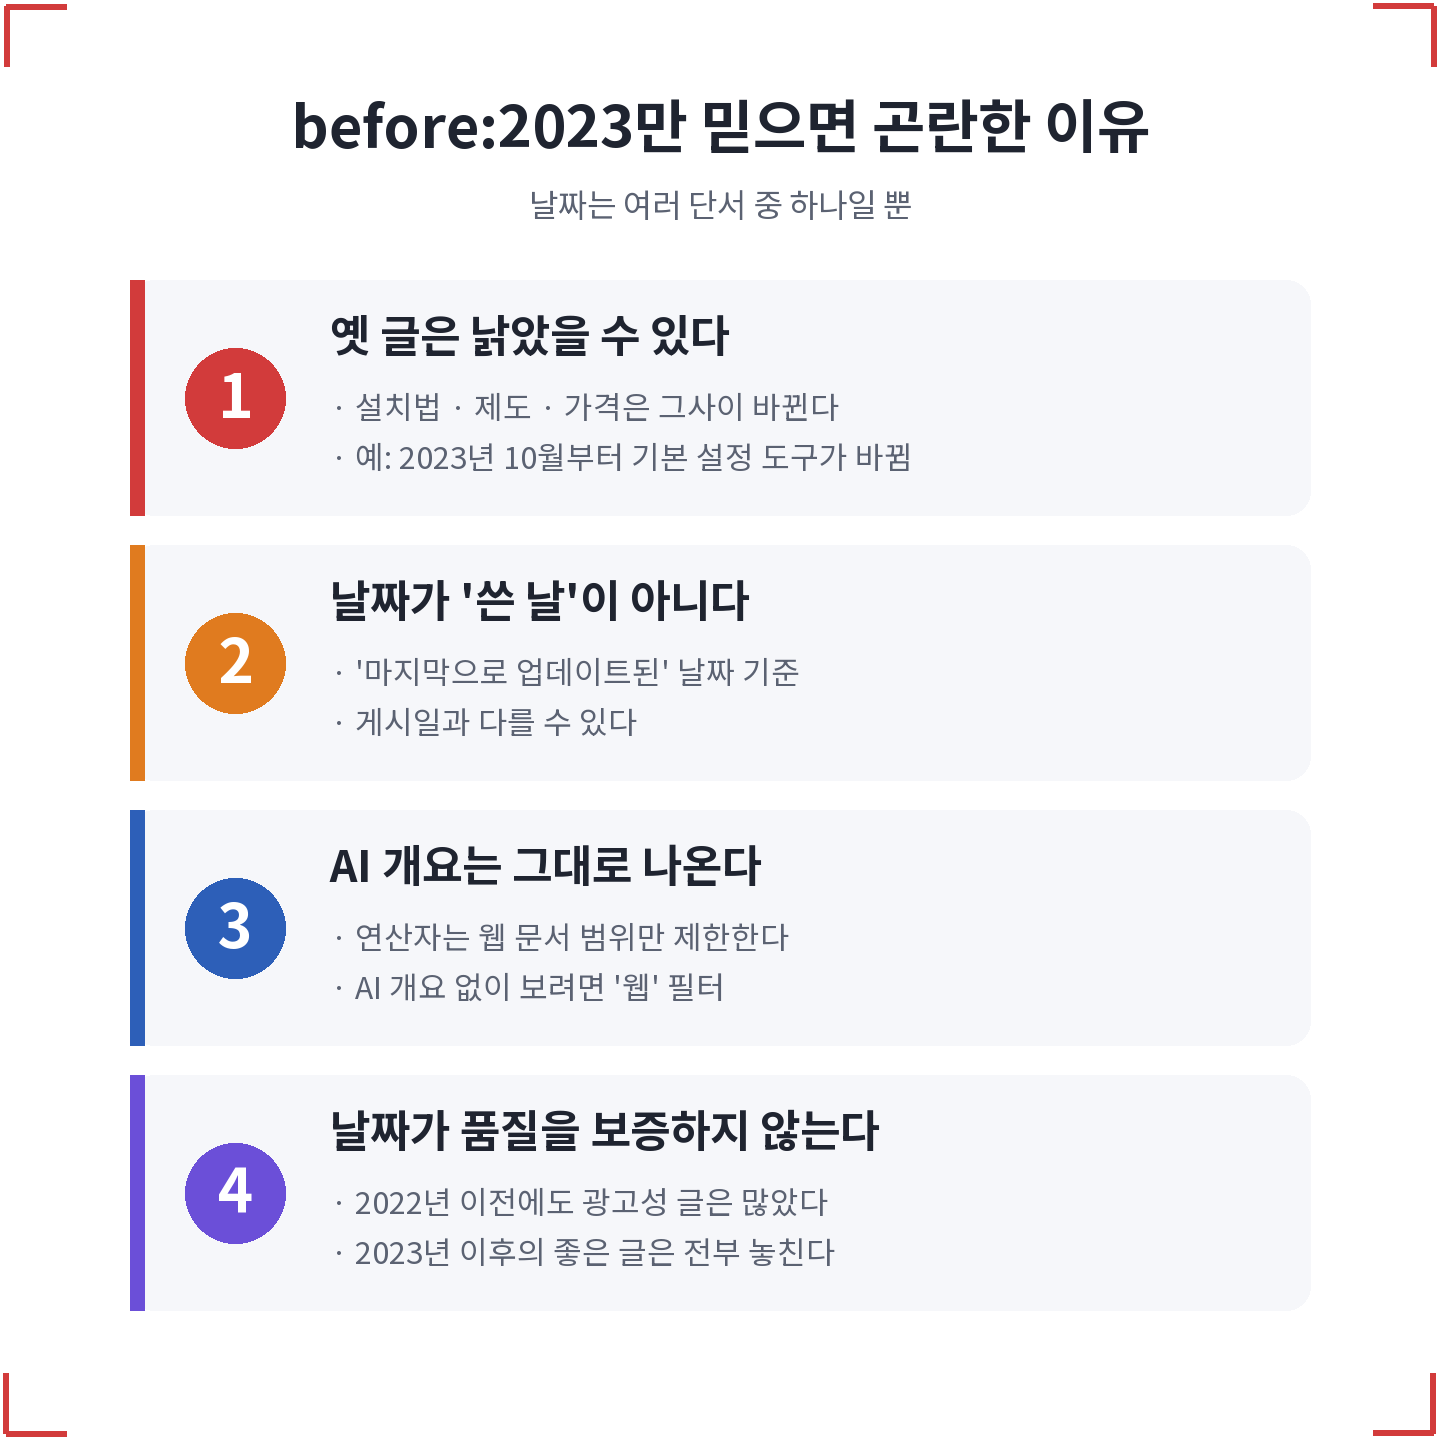 before:2023만 믿으면 곤란한 이유
날짜는 여러 단서 중 하나일 뿐
1
옛 글은 낡았을 수 있다
· 설치법 · 제도 · 가격은 그사이 바뀐다
· 예: 2023년 10월부터 기본 설정 도구가 바뀜
2
날짜가 '쓴 날'이 아니다
· '마지막으로 업데이트된' 날짜 기준
· 게시일과 다를 수 있다
3
AI 개요는 그대로 나온다
· 연산자는 웹 문서 범위만 제한한다
· AI 개요 없이 보려면 '웹' 필터
4
날짜가 품질을 보증하지 않는다
· 2022년 이전에도 광고성 글은 많았다
· 2023년 이후의 좋은 글은 전부 놓친다